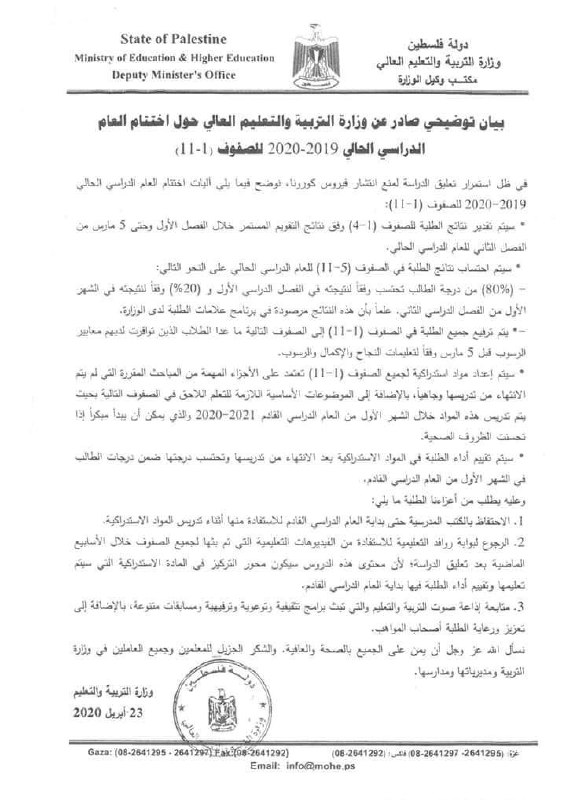 State of Palestine
Ministry of Education & Higher Education
Deputy Minister's Office
دولة فلسطين
وزارة التربية والتعليم العالي
مكتب وكيل الوزارة
بيان توضيحي صادر عن وزارة التربية والتعليم العالي حول اختتام العام
الدراسي الحالي 2019-2020 للصفوف (1-11)
في ظل استمرار تعليق الدراسة لمنع انتشار فيروس كورونا، نوضح فيما يلي آليات اختتام العام الدراسي الحالي
2019-2020 للصفوف (1-11):
* سيتم تقدير نتائج الطلبة للصفوف (1-4) وفق نتائج التقويم المستمر خلال الفصل الأول وحتى 5 مارس من
الفصل الثاني للعام الدراسي الحالي.
* سيتم احتساب نتائج الطلبة في الصفوف (5-11) للعام الدراسي الحالي على النحو التالي:
– (80%) من درجة الطالب تحتسب وفقاً لنتيجته في الفصل الدراسي الأول و (20%) وفقاً لنتيجته في الشهر
الأول من الفصل الدراسي الثاني. علماً بأن هذه النتائج مرصودة في برنامج علامات الطلبة لدى الوزارة.
–* يتم ترفيع جميع الطلبة في الصفوف (1-11) إلى الصفوف التالية ما عدا الطلاب الذين توافرت لديهم معايير
الرسوب قبل 5 مارس وفقاً لتعليمات النجاح والإكمال والرسوب.
* سيتم إعداد مواد استدراكية لجميع الصفوف (1-11) تعتمد على الأجزاء المهمة من المباحث المقررة التي لم يتم
الانتهاء من تدريسها وجاهياً، بالإضافة إلى الموضوعات الأساسية اللازمة للتعلم اللاحق في الصفوف التالية بحيث
يتم تدريس هذه المواد خلال الشهر الأول من العام الدراسي القادم 2021-2020 والذي يمكن أن يبدأ مبكراً إذا
تحسنت الظروف الصحية.
* سيتم تقييم أداء الطلبة في المواد الاستدراكية بعد الانتهاء من تدريسها وتحتسب درجتها ضمن درجات الطالب
في الشهر الأول من العام الدراسي القادم.
وعليه يطلب من أعزاءنا الطلبة ما يلي:
1. الاحتفاظ بالكتب المدرسية حتى بداية العام الدراسي القادم للاستفادة منها أثناء تدريس المواد الاستدراكية.
2. الرجوع لبوابة روافد التعليمية للاستفادة من الفيديوهات التعليمية التي تم بثها لجميع الصفوف خلال الأسابيع
الماضية بعد تعليق الدراسة؛ لأن محتوى هذه الدروس سيكون محور التركيز في المادة الاستدراكية التي سيتم
تعليمها وتقييم أداء الطلبة فيها بداية العام الدراسي القادم.
3. متابعة إذاعة صوت التربية والتعليم والتي تبث برامج تثقيفية وتوعوية وترفيهية ومسابقات متنوعة، بالإضافة إلى
تعزيز ورعاية الطلبة أصحاب المواهب.
نسأل الله عز وجل أن يمن على الجميع بالصحة والعافية. والشكر الجزيل للمعلمين وجميع العاملين في وزارة
التربية ومديرياتها ومدارسها.
وزارة التربية والتعليم
23-أبريل 2020
دولة فلسطين
Gaza: (08-2641295 - 2641297) Fax:(08-2641292)
غزة: (2641295-08 2641297-08) فاكس: (2641292-08)
Email: info@mohe.ps